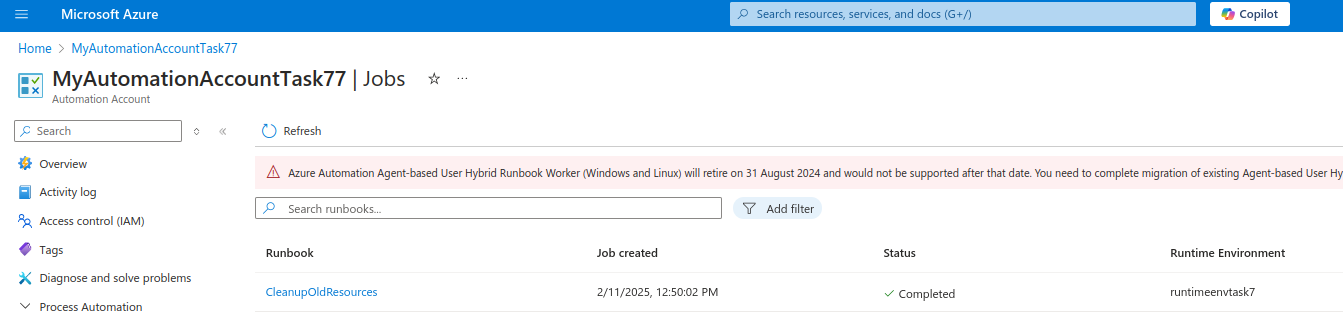 Microsoft Azure
Search resources, services, and docs (G+/)
Copilot
Home > MyAutomationAccountTask77
MyAutomationAccountTask77 | Jobs
Automation Account
Search
Refresh
Overview
Azure Automation Agent-based User Hybrid Runbook Worker (Windows and Linux) will retire on 31 August 2024 and would not be supported after that date. You need to complete migration of existing Agent-based User Hy
Activity log
Search runbooks...
Add filter
Access control (IAM)
Tags
Runbook Job created Status Runtime Environment
Diagnose and solve problems
CleanupOldResources 2/11/2025, 12:50:02 PM Completed runtimeenvtask7
Process Automation